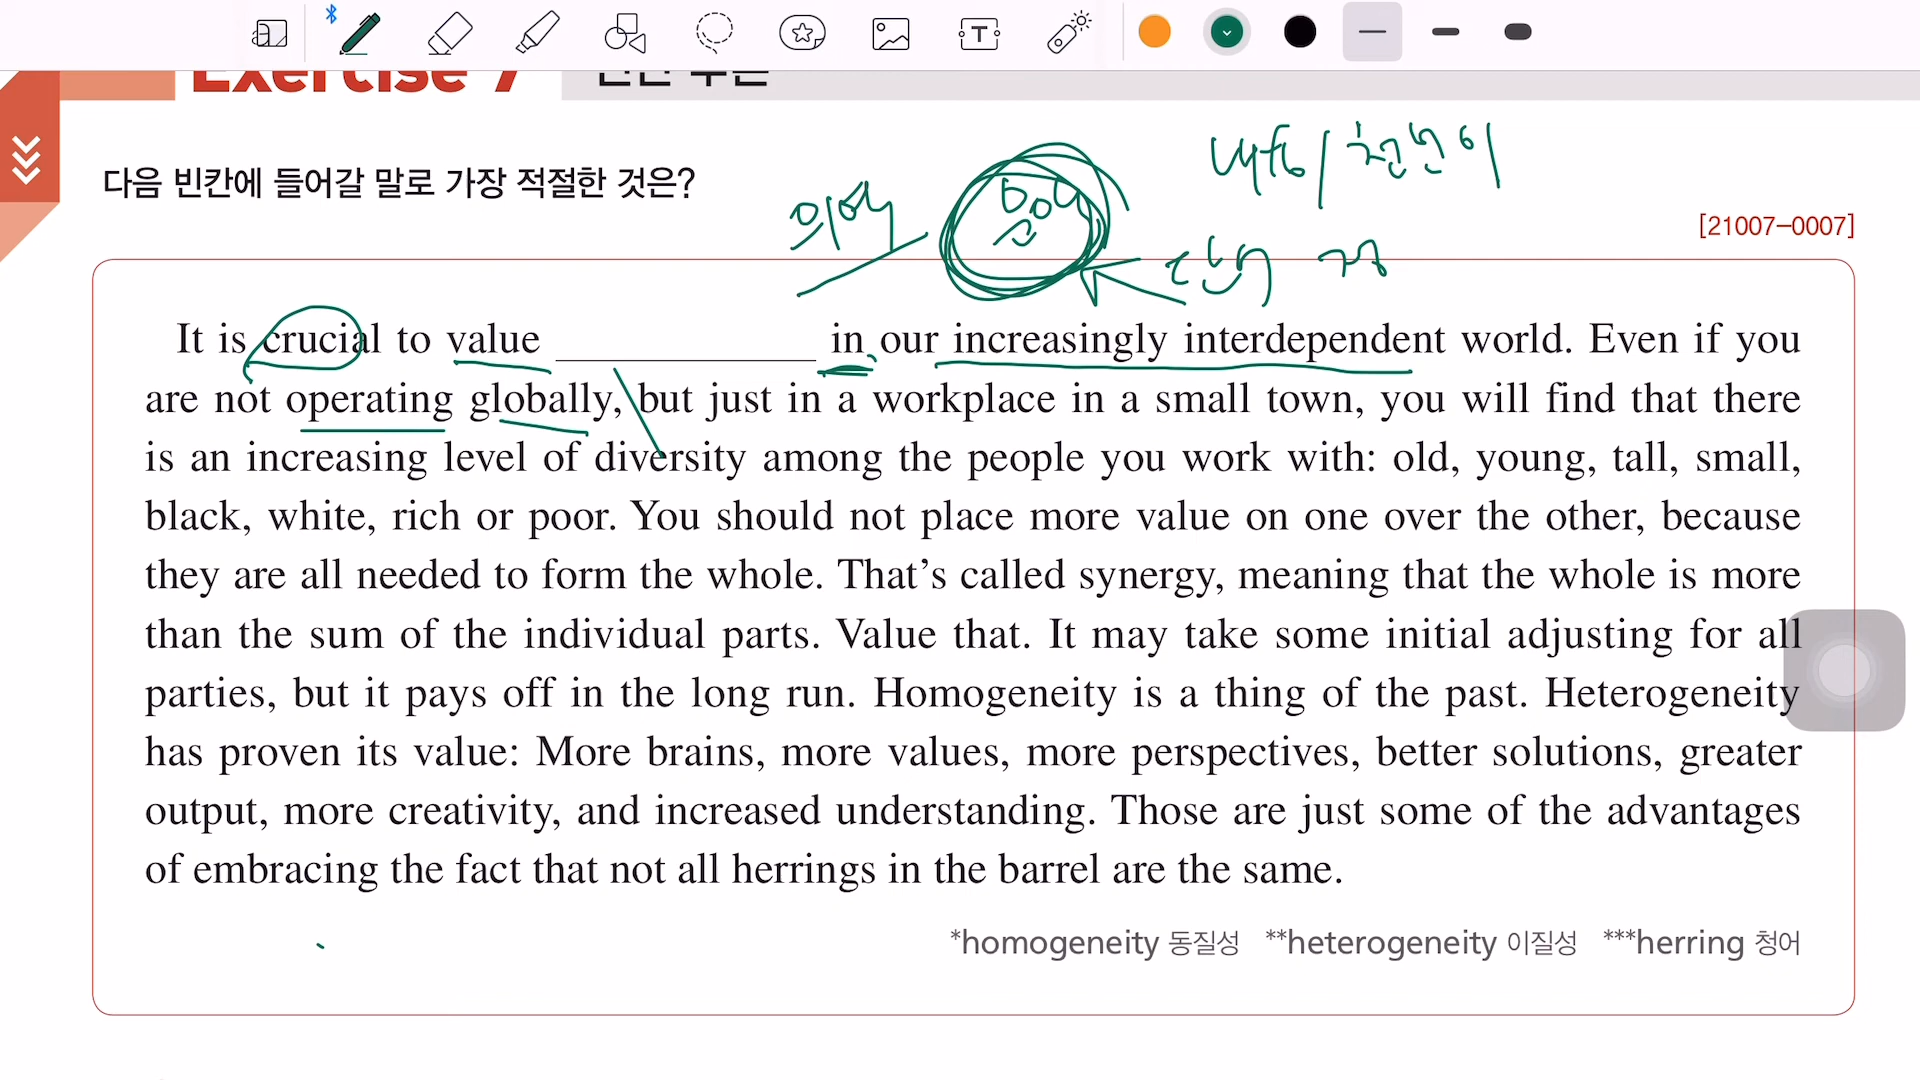 Exercise 7
다음 빈칸에 들어갈 말로 가장 적절한 것은?
[21007-0007]
It is crucial to value ____________ in our increasingly interdependent world. Even if you
are not operating globally, but just in a workplace in a small town, you will find that there
is an increasing level of diversity among the people you work with: old, young, tall, small,
black, white, rich or poor. You should not place more value on one over the other, because
they are all needed to form the whole. That’s called synergy, meaning that the whole is more
than the sum of the individual parts. Value that. It may take some initial adjusting for all
parties, but it pays off in the long run. Homogeneity is a thing of the past. Heterogeneity
has proven its value: More brains, more values, more perspectives, better solutions, greater
output, more creativity, and increased understanding. Those are just some of the advantages
of embracing the fact that not all herrings in the barrel are the same.
*homogeneity 동질성 **heterogeneity 이질성 ***herring 청어